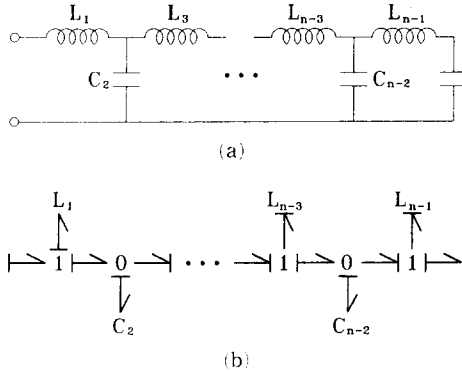 L₁ L₃ Lₙ₋₃ Lₙ₋₁
C₂ • • • Cₙ₋₂
(a)
L₁ Lₙ₋₃ Lₙ₋₁
1 0 • • • 1 0 1
C₂ Cₙ₋₂
(b)